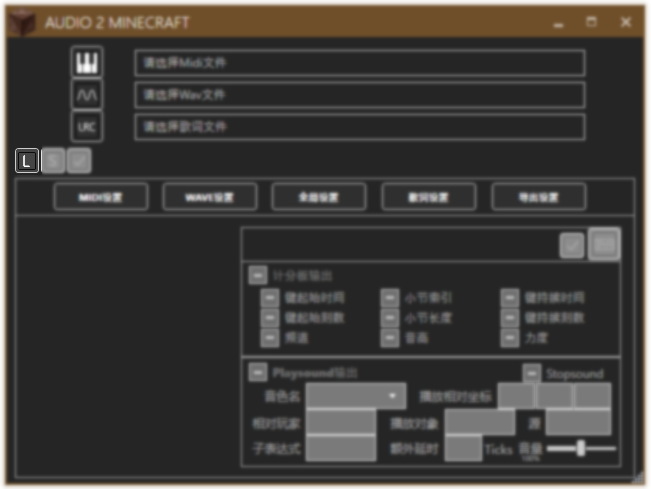 AUDIO 2 MINECRAFT
请选择Midi文件
请选择Wav文件
LRC 请选择歌词文件
L S
MIDI设置 WAVE设置 全局设置 歌词设置 导出设置
计分板输出
键起始时间 小节索引 键持续时间
键起始刻数 小节长度 键持续刻数
频道 音高 力度
Playsound输出 Stopsound
音色名 播放相对坐标
相对玩家 播放对象 源
子表达式 额外延时 Ticks 音量
100%